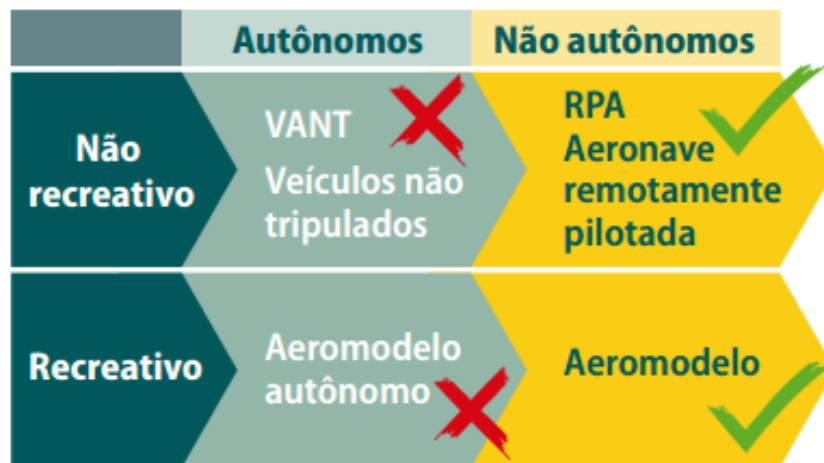 Autônomos
Não autônomos
Não
recreativo
VANT
Veículos não
tripulados
RPA
Aeronave
remotamente
pilotada
Recreativo
Aeromodelo
autônomo
Aeromodelo